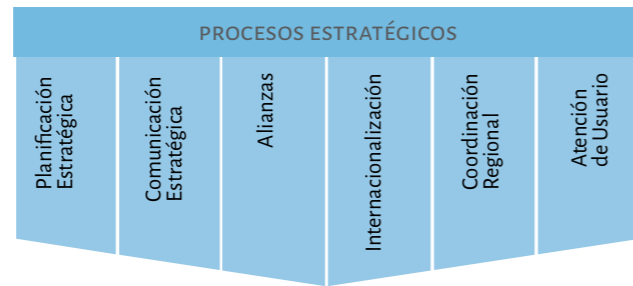 PROCESOS ESTRATÉGICOS
Planificación
Estratégica
Comunicación
Estratégica
Alianzas
Internacionalización
Coordinación
Regional
Atención
de Usuario